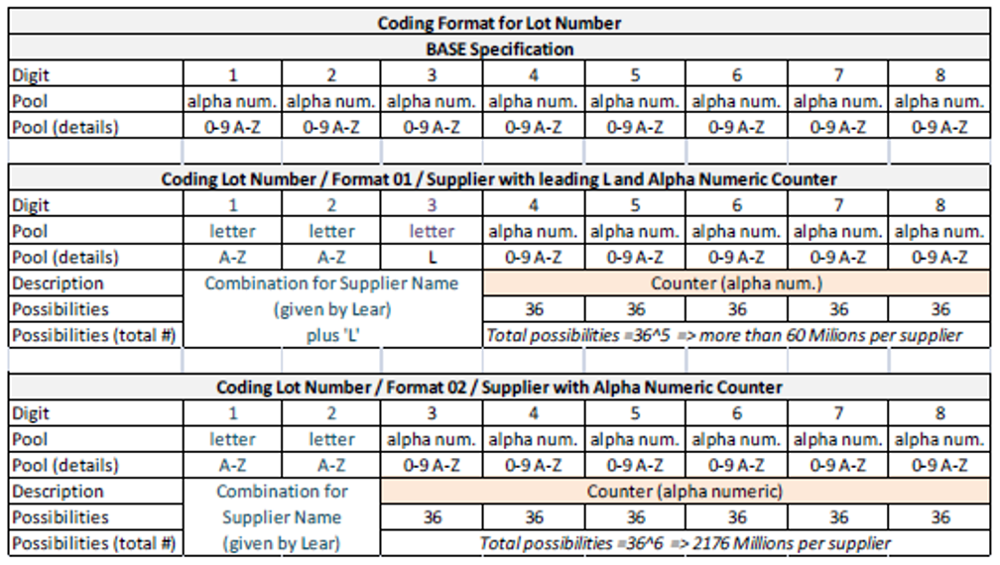 Coding Format for Lot Number
BASE Specification
Digit 1 2 3 4 5 6 7 8
Pool alpha num. alpha num. alpha num. alpha num. alpha num. alpha num. alpha num. alpha num.
Pool (details) 0-9 A-Z 0-9 A-Z 0-9 A-Z 0-9 A-Z 0-9 A-Z 0-9 A-Z 0-9 A-Z 0-9 A-Z
Coding Lot Number / Format 01 / Supplier with leading L and Alpha Numeric Counter
Digit 1 2 3 4 5 6 7 8
Pool letter letter letter alpha num. alpha num. alpha num. alpha num. alpha num.
Pool (details) A-Z A-Z L 0-9 A-Z 0-9 A-Z 0-9 A-Z 0-9 A-Z 0-9 A-Z
Description Combination for Supplier Name Counter (alpha num.)
Possibilities (given by Lear) 36 36 36 36 36
Possibilities (total #) plus 'L' Total possibilities =36^5 => more than 60 Milions per supplier
Coding Lot Number / Format 02 / Supplier with Alpha Numeric Counter
Digit 1 2 3 4 5 6 7 8
Pool letter letter alpha num. alpha num. alpha num. alpha num. alpha num. alpha num.
Pool (details) A-Z A-Z 0-9 A-Z 0-9 A-Z 0-9 A-Z 0-9 A-Z 0-9 A-Z 0-9 A-Z
Description Combination for Counter (alpha numeric)
Possibilities Supplier Name 36 36 36 36 36 36
Possibilities (total #) (given by Lear) Total possibilities =36^6 => 2176 Millions per supplier